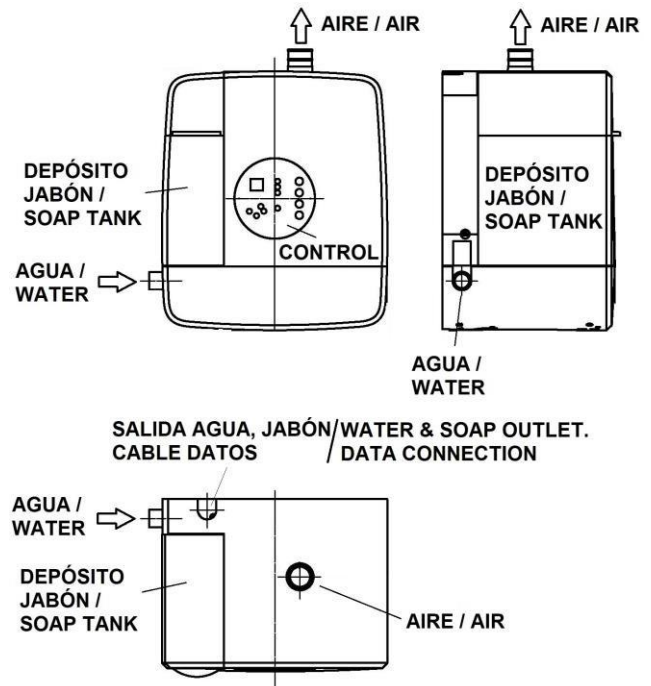 AIRE / AIR
AIRE / AIR
DEPÓSITO
JABÓN /
SOAP TANK
CONTROL
AGUA /
WATER
DEPÓSITO
JABÓN /
SOAP TANK
AGUA /
WATER
SALIDA AGUA, JABÓN/WATER & SOAP OUTLET.
CABLE DATOS DATA CONNECTION
AGUA /
WATER
DEPÓSITO
JABÓN /
SOAP TANK
AIRE / AIR